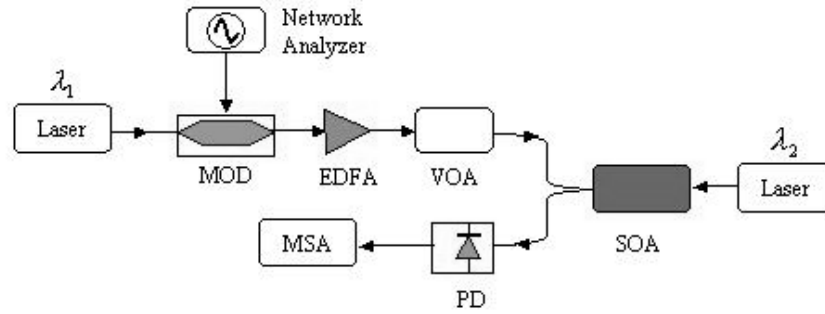 Network
Analyzer
λ1
Laser
MOD
EDFA
VOA
λ2
Laser
SOA
MSA
PD